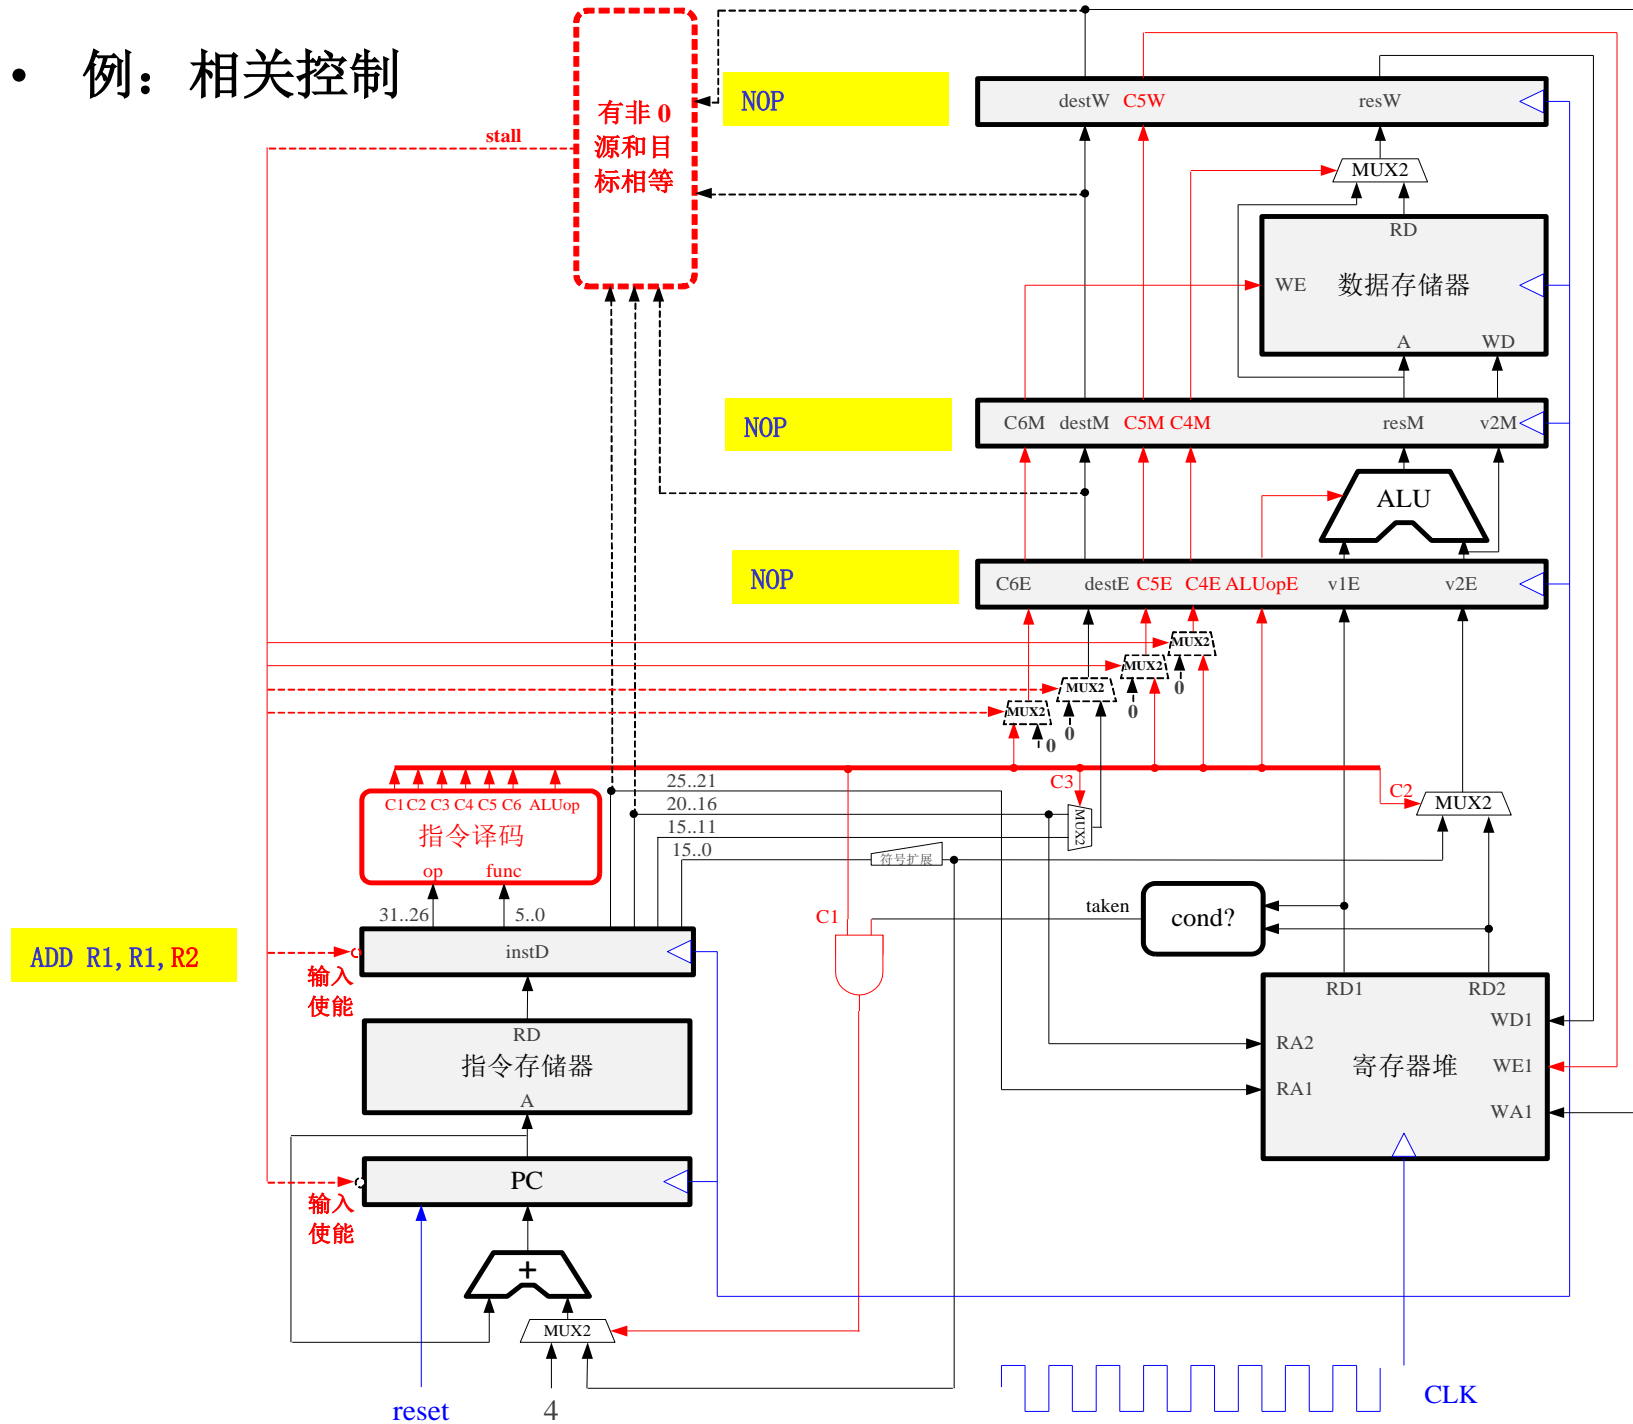 • 例：相关控制
有非 0
源和目
标相等
stall
NOP
destW C5W resW
MUX2
RD
WE 数据存储器
A WD
NOP
C6M destM C5M C4M resM v2M
ALU
NOP
C6E destE C5E C4E ALUopE v1E v2E
MUX2
0
MUX2
0
MUX2
0
MUX2
0
C1 C2 C3 C4 C5 C6 ALUop
指令译码
op func
31..26 5..0
25..21
20..16
15..11
15..0
C3
MUX2
符号扩展
C2
MUX2
C1
taken
cond?
ADD R1,R1,R2
instD
输入
使能
RD
指令存储器
A
RD1 RD2
WD1
RA2
寄存器堆
WE1
RA1
WA1
PC
输入
使能
+
MUX2
reset
4
CLK